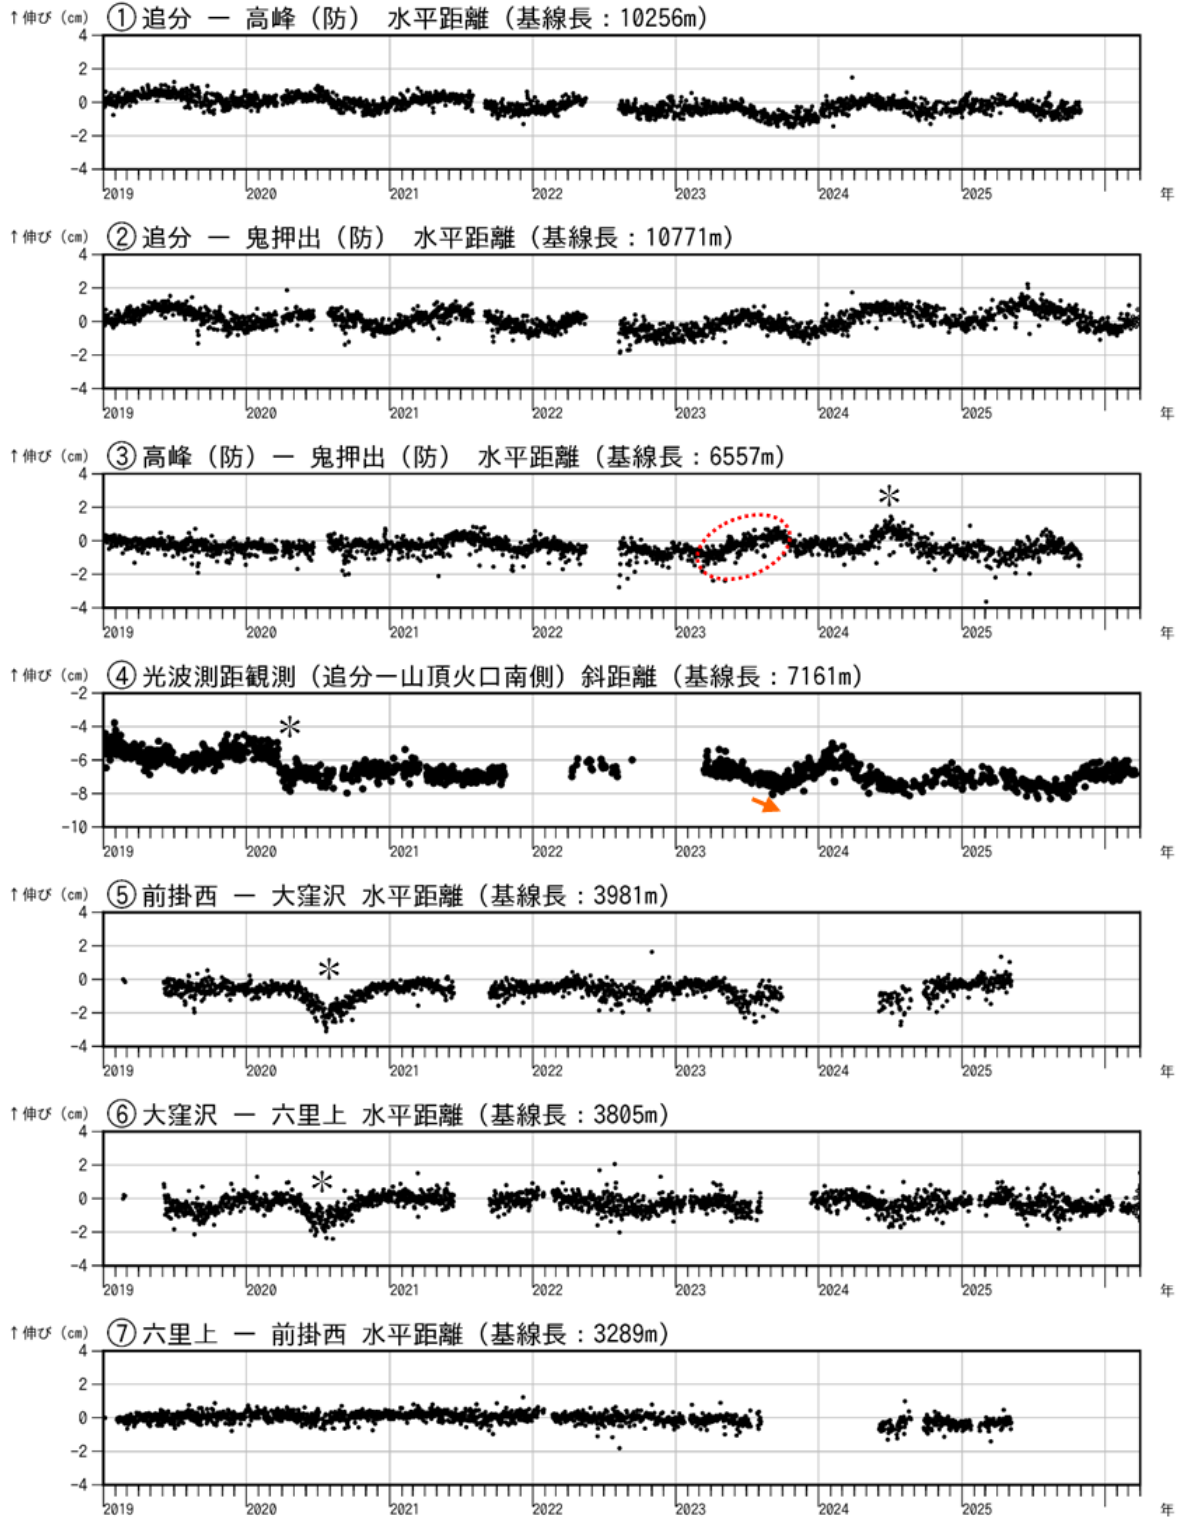 ↑伸び（cm） ①追分 ー 高峰（防） 水平距離（基線長：10256m）
4
2
0
-2
-4
2019 2020 2021 2022 2023 2024 2025 年
↑伸び（cm） ②追分 ー 鬼押出（防） 水平距離（基線長：10771m）
4
2
0
-2
-4
2019 2020 2021 2022 2023 2024 2025 年
↑伸び（cm） ③高峰（防）ー 鬼押出（防） 水平距離（基線長：6557m）
4
＊
2
0
-2
-4
2019 2020 2021 2022 2023 2024 2025 年
↑伸び（cm） ④光波測距観測（追分ー山頂火口南側）斜距離（基線長：7161m）
-2
-4 ＊
-6
-8
-10
2019 2020 2021 2022 2023 2024 2025 年
↑伸び（cm） ⑤前掛西 ー 大窪沢 水平距離（基線長：3981m）
4
2
＊
0
-2
-4
2019 2020 2021 2022 2023 2024 2025 年
↑伸び（cm） ⑥大窪沢 ー 六里上 水平距離（基線長：3805m）
4
2
＊
0
-2
-4
2019 2020 2021 2022 2023 2024 2025 年
↑伸び（cm） ⑦六里上 ー 前掛西 水平距離（基線長：3289m）
4
2
0
-2
-4
2019 2020 2021 2022 2023 2024 2025 年